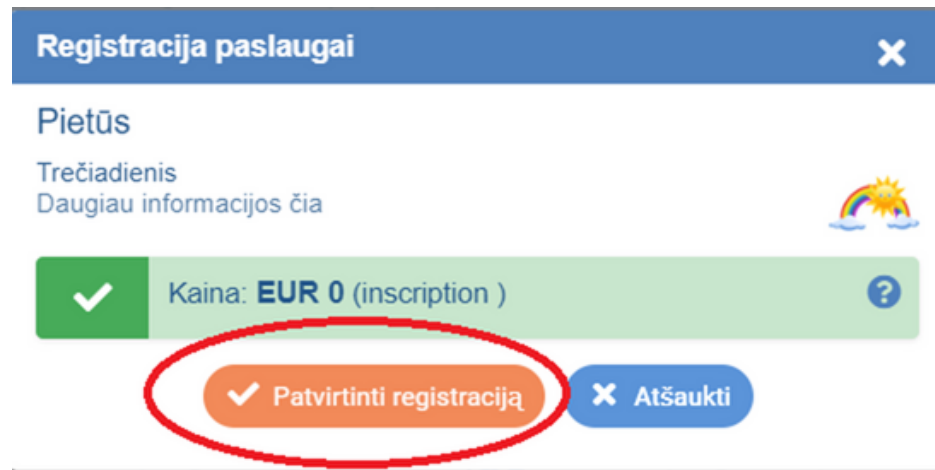 Registracija paslaugai
Pietūs
Trečiadienis
Daugiau informacijos čia
Kaina: EUR 0 (inscription )
Patvirtinti registraciją
Atšaukti